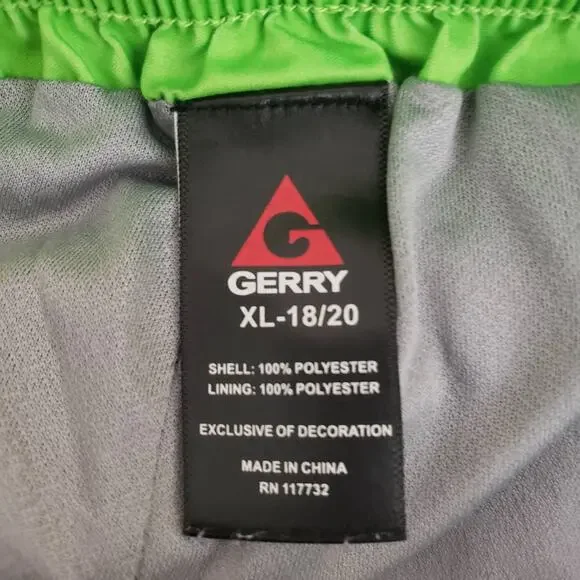 GERRY
XL-18/20
SHELL: 100% POLYESTER
LINING: 100% POLYESTER
EXCLUSIVE OF DECORATION
MADE IN CHINA
RN 117732